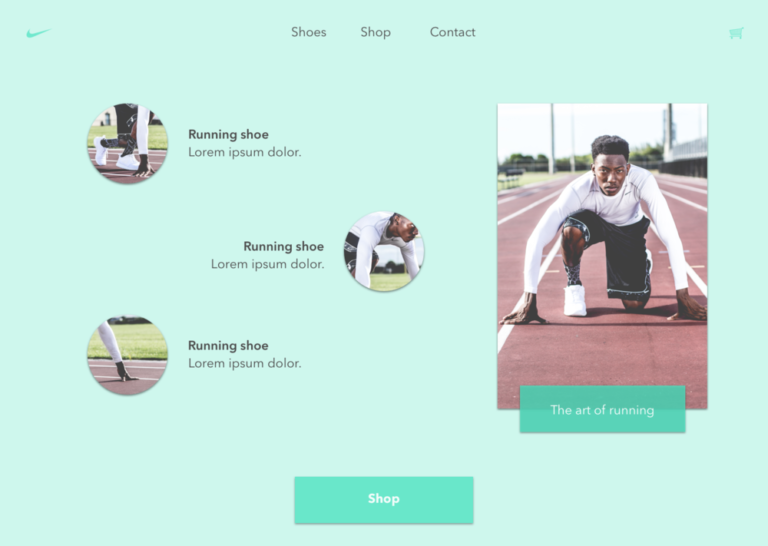 Shoes
Shop
Contact
Running shoe
Lorem ipsum dolor.
Running shoe
Lorem ipsum dolor.
Running shoe
Lorem ipsum dolor.
The art of running
Shop